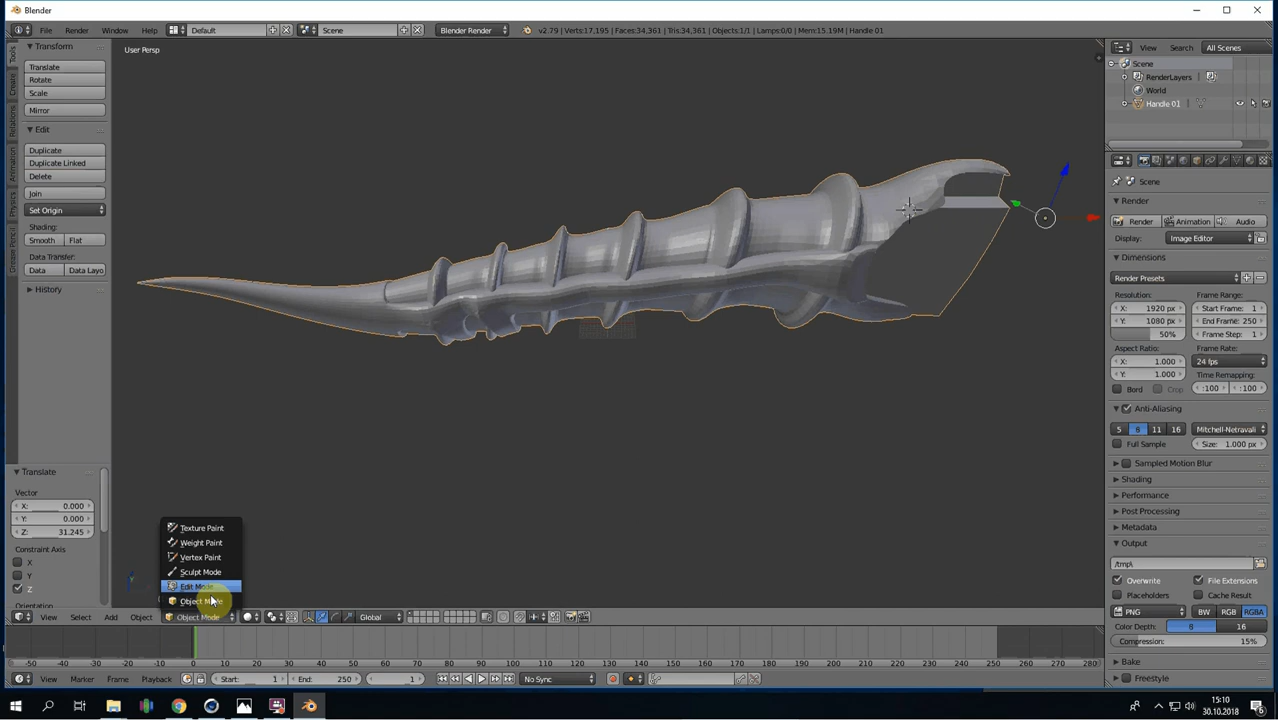 Blender
File Render Window Help Default Scene Blender Render v2.79 | Verts:17,195 | Faces:34,361 | Tris:34,361 | Objects:1/1 | Lamps:0/0 | Mem:15.19M | Handle 01
Tools
Create
Relations
Animation
Physics
Grease Pencil
Transform
Translate
Rotate
Scale
Mirror
Edit
Duplicate
Duplicate Linked
Delete
Join
Set Origin
Shading:
Smooth Flat
Data Transfer:
Data Data Layo
History
Translate
Vector
X: 0.000
Y: 0.000
Z: 31.245
Constraint Axis
X
Y
Z
Orientation
User Persp
Texture Paint
Weight Paint
Vertex Paint
Sculpt Mode
Edit Mode
Object Mode
View Select Add Object Object Mode Global
-50 -40 -30 -20 -10 0 10 20 30 40 50 60 70 80 90 100 110 120 130 140 150 160 170 180 190 200 210 220 230 240 250 260 270 280
View Marker Frame Playback Start: 1 End: 250 1 No Sync
View Search All Scenes
Scene
RenderLayers
World
Handle 01
Scene
Render
Render Animation Audio
Display: Image Editor
Dimensions
Render Presets
Resolution: Frame Range:
X: 1920 px Start Frame: 1
Y: 1080 px End Frame: 250
50% Frame Step: 1
Aspect Ratio: Frame Rate:
X: 1.000 24 fps
Y: 1.000 Time Remapping:
Bord Crop :100 :100
Anti-Aliasing
5 8 11 16 Mitchell-Netravali
Full Sample Size: 1.000 px
Sampled Motion Blur
Shading
Performance
Post Processing
Metadata
Output
/tmp\
Overwrite File Extensions
Placeholders Cache Result
PNG BW RGB RGBA
Color Depth: 8 16
Compression: 15%
Bake
Freestyle
15:10
30.10.2018